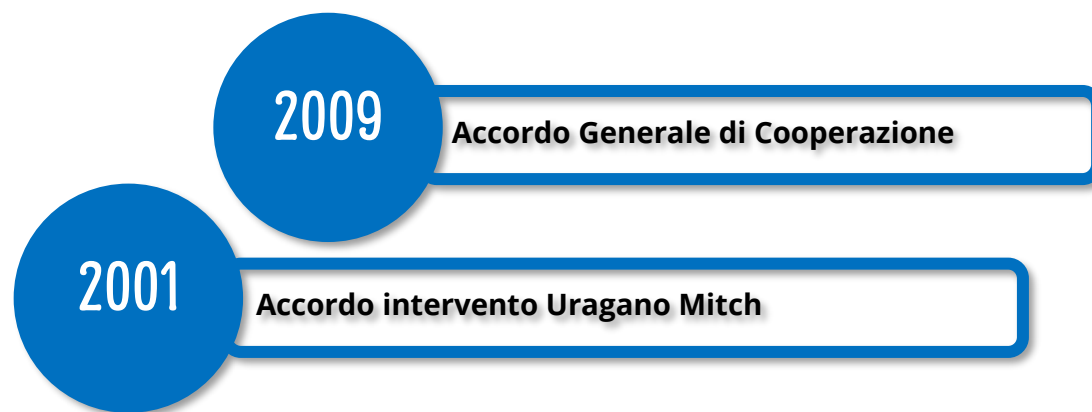 2009
Accordo Generale di Cooperazione
2001
Accordo intervento Uragano Mitch